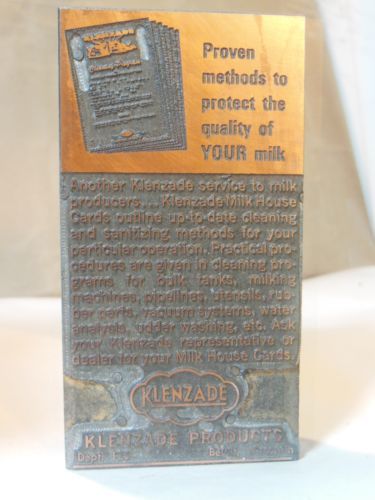 KLENZADE
Proven
methods to
protect the
quality of
YOUR milk
Another Klenzade service to milk
producers... Klenzade Milk House
Cards outline up-to-date cleaning
and sanitizing methods for your
particular operation. Practical pro-
cedures are given in cleaning pro-
grams for bulk tanks, milking
machines, pipelines, utensils, rub-
ber parts, vacuum systems, water
analysis, udder washing, etc. Ask
your Klenzade representative or
dealer for your Milk House Cards.
KLENZADE
KLENZADE PRODUCTS
Dept.